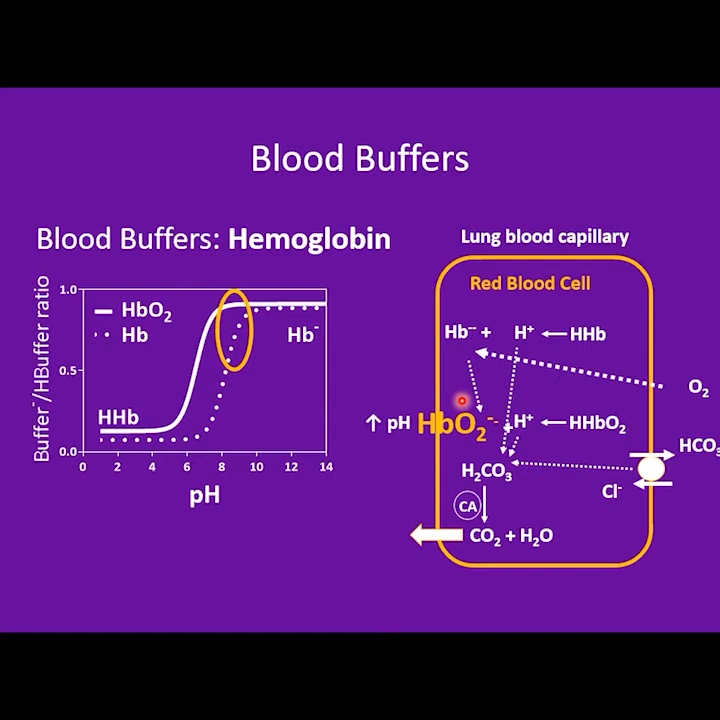 Blood Buffers
Blood Buffers: Hemoglobin
Buffer⁻/HBuffer ratio
1.0
0.5
0.0
HbO₂
Hb
Hb⁻
HHb
0 2 4 6 8 10 12 14
pH
Lung blood capillary
Red Blood Cell
Hb⁻⁻ + H⁺ ← HHb
O₂
↑ pH HbO₂⁻⁻ + H⁺ ← HHbO₂
HCO₃
H₂CO₃
Cl⁻
CA
CO₂ + H₂O